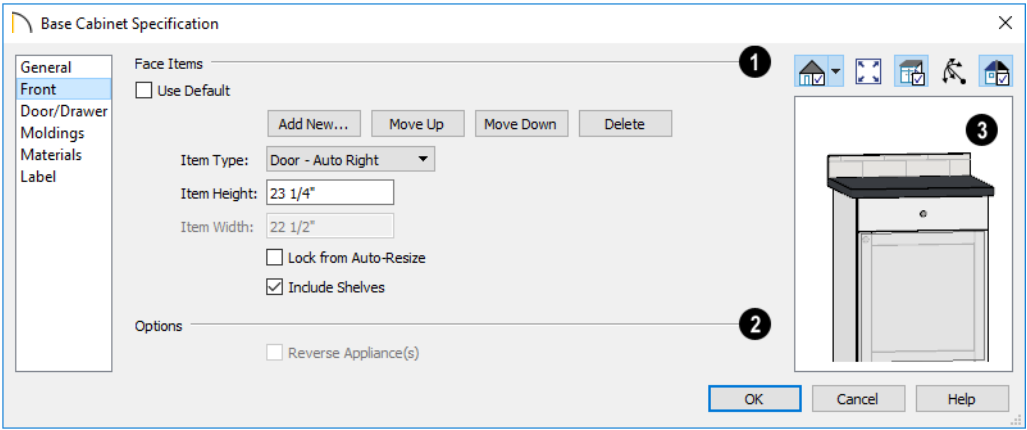 Base Cabinet Specification
General
Front
Door/Drawer
Moldings
Materials
Label
Face Items
1
Use Default
Add New...
Move Up
Move Down
Delete
Item Type:
Door - Auto Right
Item Height:
23 1/4"
Item Width:
22 1/2"
Lock from Auto-Resize
Include Shelves
Options
2
Reverse Appliance(s)
3
OK
Cancel
Help